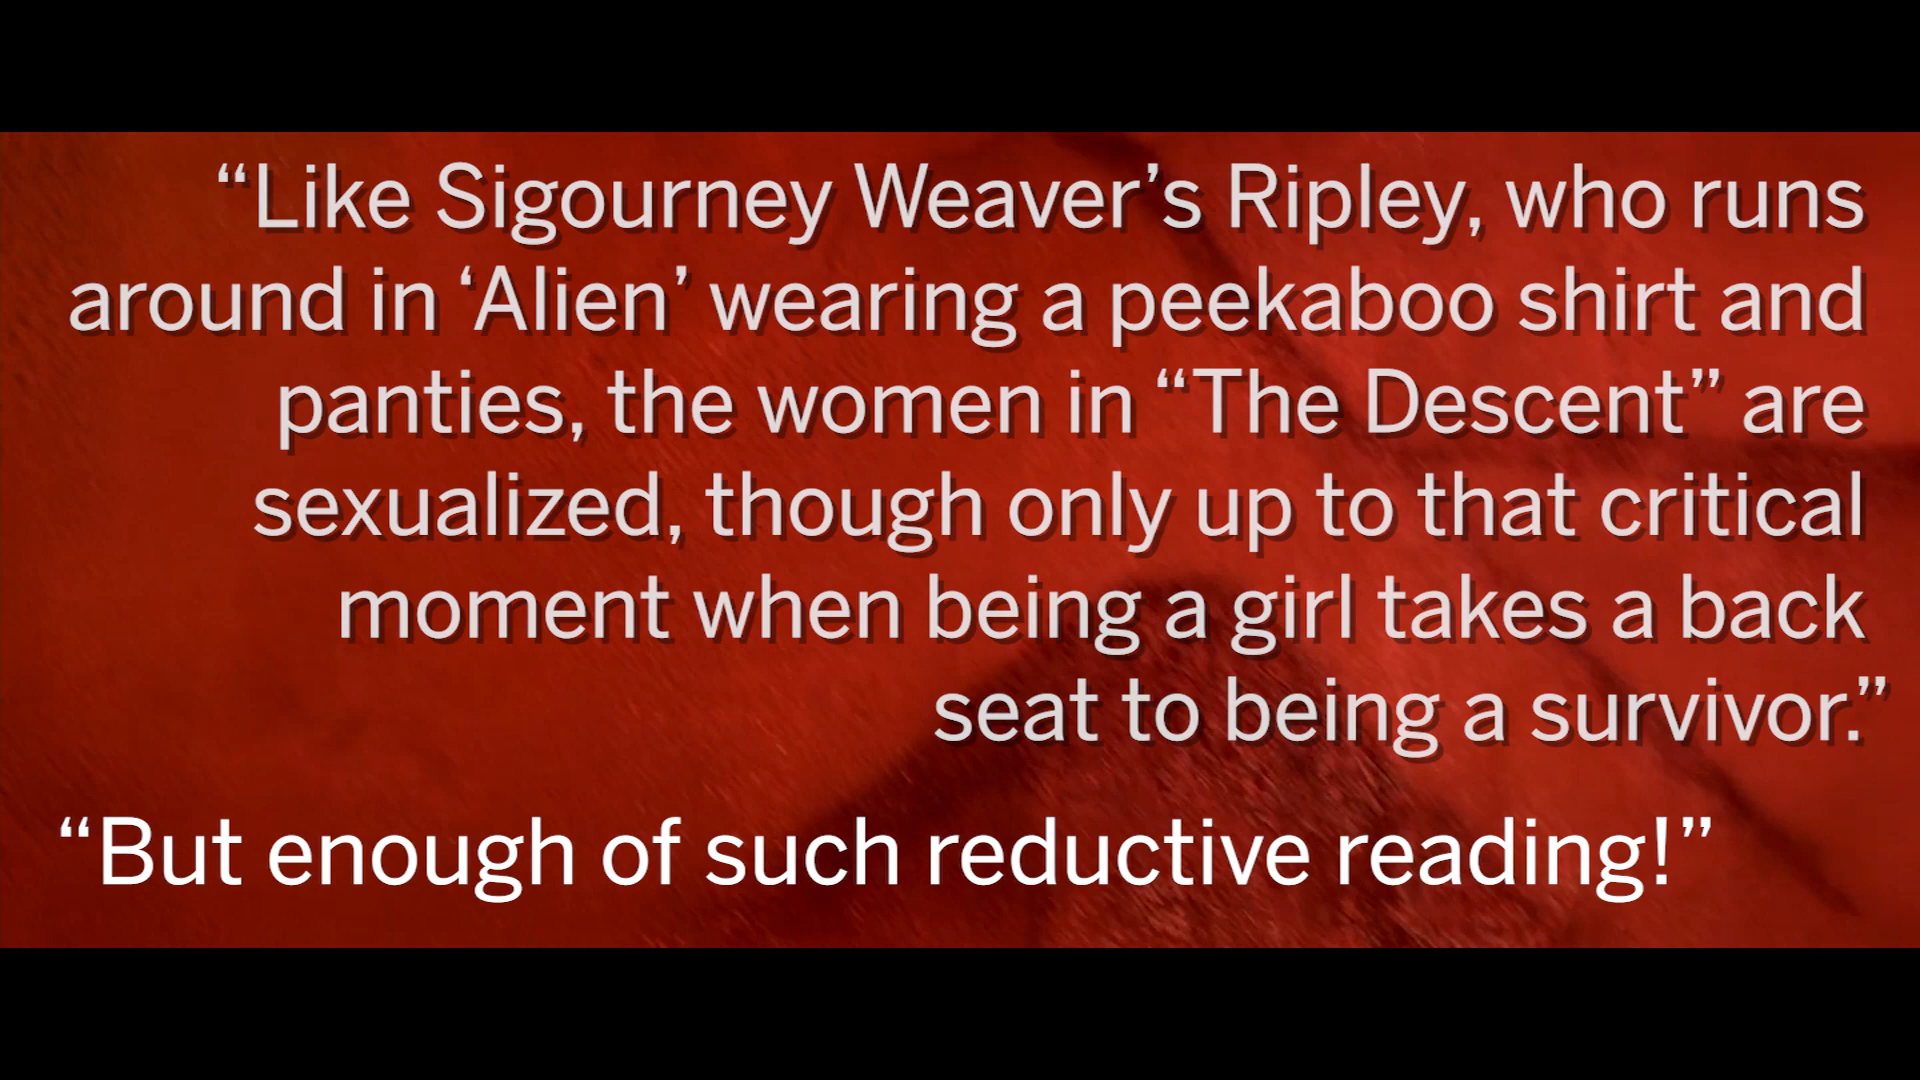 “Like Sigourney Weaver’s Ripley, who runs
around in ‘Alien’ wearing a peekaboo shirt and
panties, the women in “The Descent” are
sexualized, though only up to that critical
moment when being a girl takes a back
seat to being a survivor.”
“But enough of such reductive reading!”